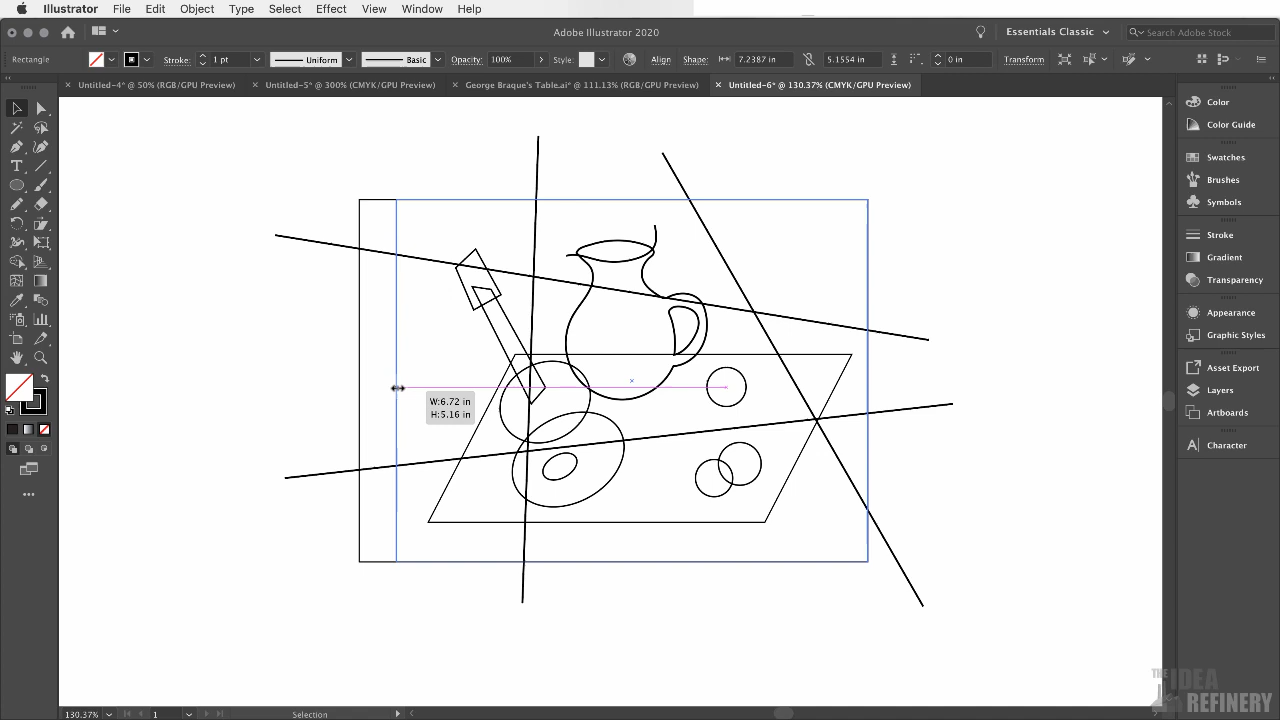 Illustrator File Edit Object Type Select Effect View Window Help
Adobe Illustrator 2020
Essentials Classic
Search Adobe Stock
Rectangle Stroke: 1 pt Uniform Basic Opacity: 100% Style: Align Shape: 7.2387 in 5.1554 in 0 in Transform
× Untitled-4* @ 50% (RGB/GPU Preview) × Untitled-5* @ 300% (CMYK/GPU Preview) × George Braque's Table.ai* @ 111.13% (RGB/GPU Preview) × Untitled-6* @ 130.37% (CMYK/GPU Preview)
Color
Color Guide
Swatches
Brushes
Symbols
Stroke
Gradient
Transparency
Appearance
Graphic Styles
Asset Export
Layers
Artboards
Character
W:6.72 in
H:5.16 in
THE IDEA
REFINERY
130.37% 1 Selection